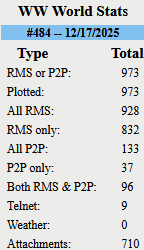 WW World Stats
#484 -- 12/17/2025
Type Total
RMS or P2P: 973
Plotted: 973
All RMS: 928
RMS only: 832
All P2P: 133
P2P only: 37
Both RMS & P2P: 96
Telnet: 9
Weather: 0
Attachments: 710